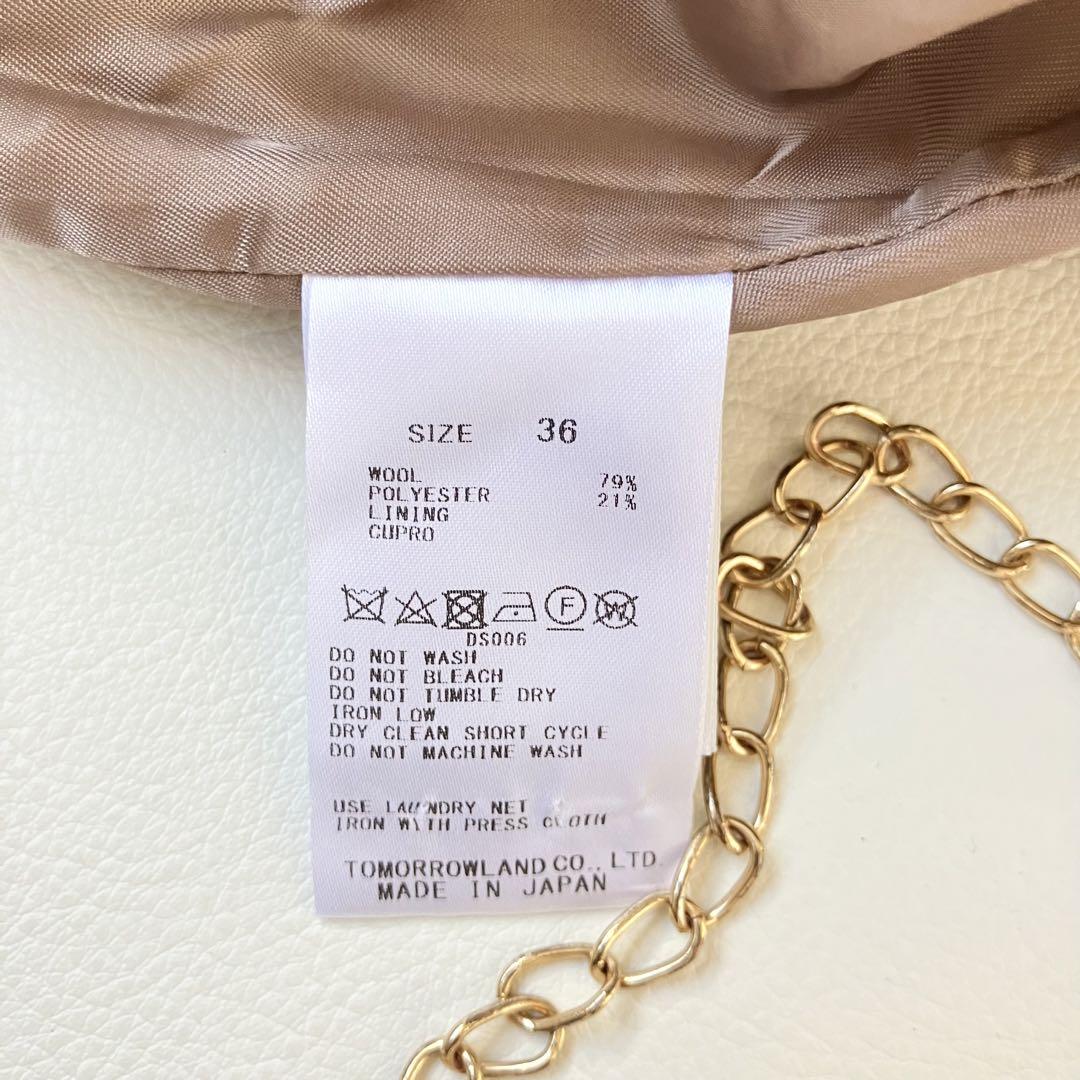 SIZE 36
WOOL 79%
POLYESTER 21%
LINING
CUPRO
F W
DS006
DO NOT WASH
DO NOT BLEACH
DO NOT TUMBLE DRY
IRON LOW
DRY CLEAN SHORT CYCLE
DO NOT MACHINE WASH
USE LAUNDRY NET
IRON WITH PRESS CLOTH
TOMORROWLAND CO., LTD.
MADE IN JAPAN